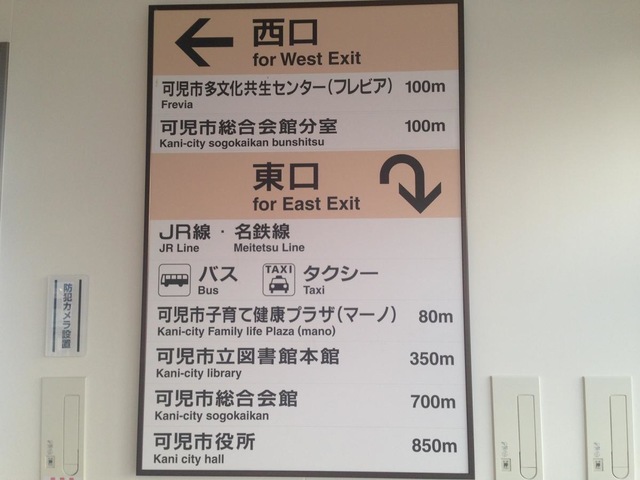 西口
for West Exit
可児市多文化共生センター(フレビア) 100m
Frevia
可児市総合会館分室 100m
Kani-city sogokaikan bunshitsu
東口
for East Exit
JR線・名鉄線
JR Line Meitetsu Line
バス TAXI タクシー
Bus Taxi
可児市子育て健康プラザ(マーノ) 80m
Kani-city Family life Plaza (mano)
可児市立図書館本館 350m
Kani-city library
可児市総合会館 700m
Kani-city sogokaikan
可児市役所 850m
Kani city hall
防犯カメラ設置